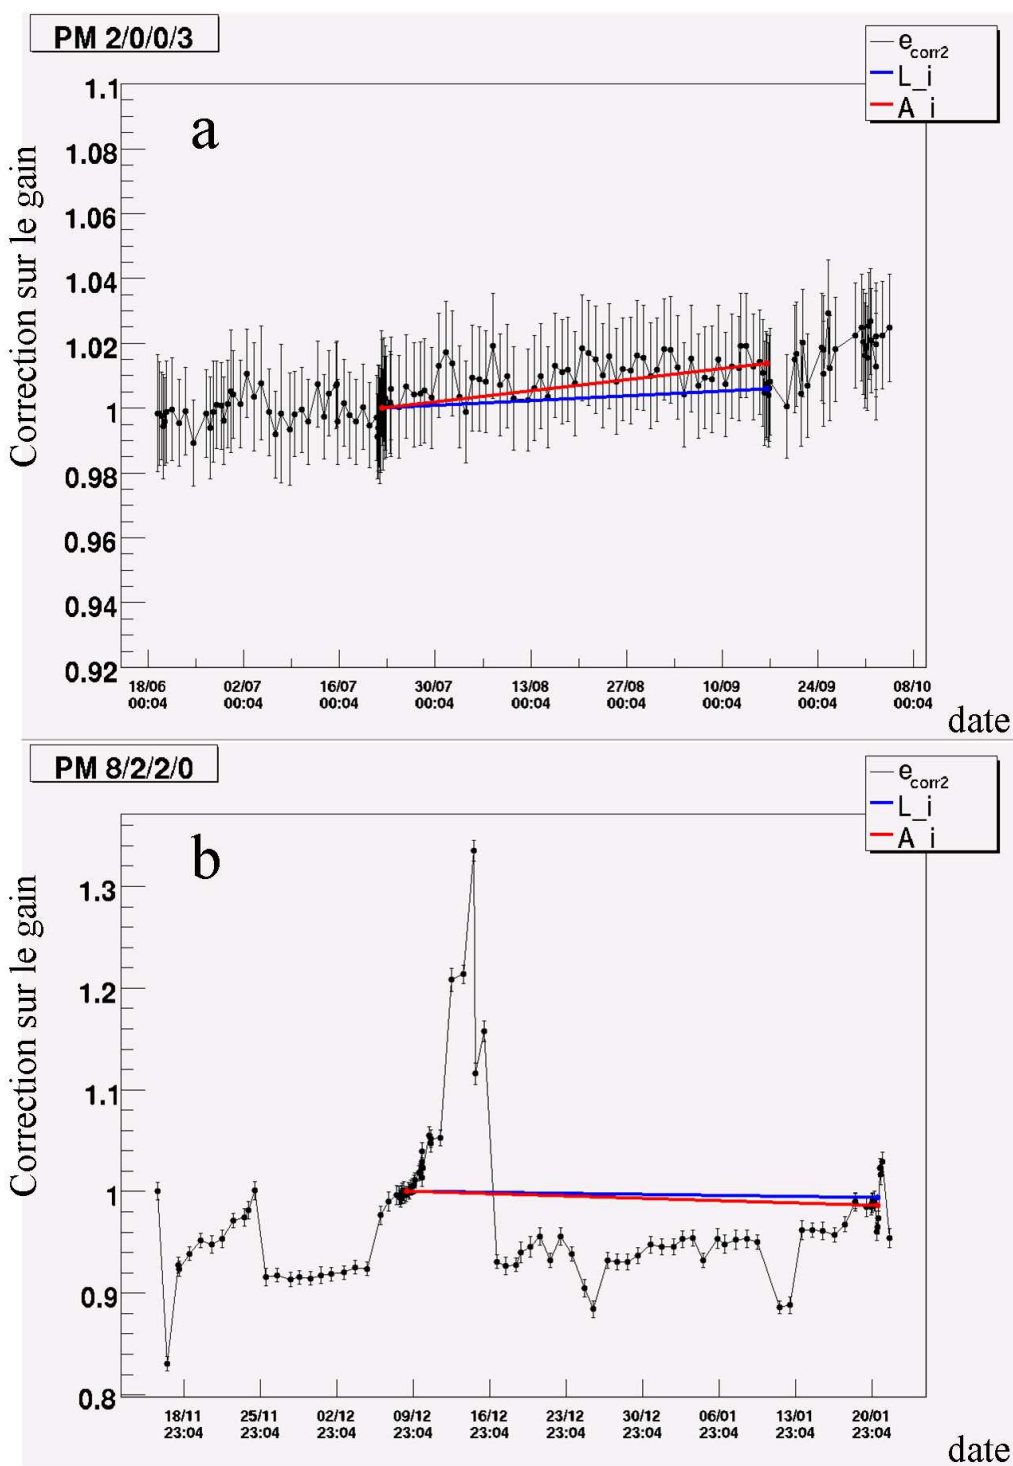 PM 2/0/0/3
e corr2
L_i
A_i
a
Correction sur le gain
1.1
1.08
1.06
1.04
1.02
1
0.98
0.96
0.94
0.92
18/06 02/07 16/07 30/07 13/08 27/08 10/09 24/09 08/10
00:04 00:04 00:04 00:04 00:04 00:04 00:04 00:04 00:04
date
PM 8/2/2/0
e corr2
L_i
A_i
b
Correction sur le gain
1.3
1.2
1.1
1
0.9
0.8
18/11 25/11 02/12 09/12 16/12 23/12 30/12 06/01 13/01 20/01
23:04 23:04 23:04 23:04 23:04 23:04 23:04 23:04 23:04 23:04
date